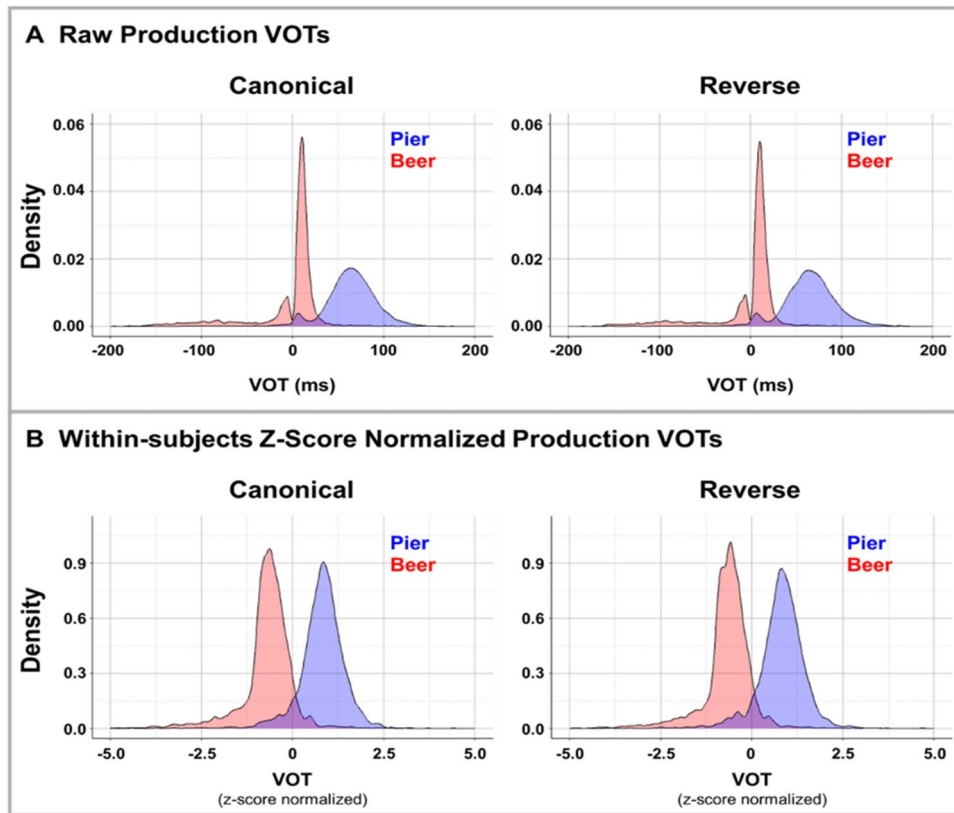 A Raw Production VOTs
Canonical
Reverse
0.06
0.04
0.02
0.00
Density
Pier
Beer
-200
-100
0
100
200
VOT (ms)
0.06
0.04
0.02
0.00
Pier
Beer
-200
-100
0
100
200
VOT (ms)
B Within-subjects Z-Score Normalized Production VOTs
Canonical
Reverse
0.9
0.6
0.3
0.0
Density
Pier
Beer
-5.0
-2.5
0
2.5
5.0
VOT
(z-score normalized)
0.9
0.6
0.3
0.0
Pier
Beer
-5.0
-2.5
0
2.5
5.0
VOT
(z-score normalized)